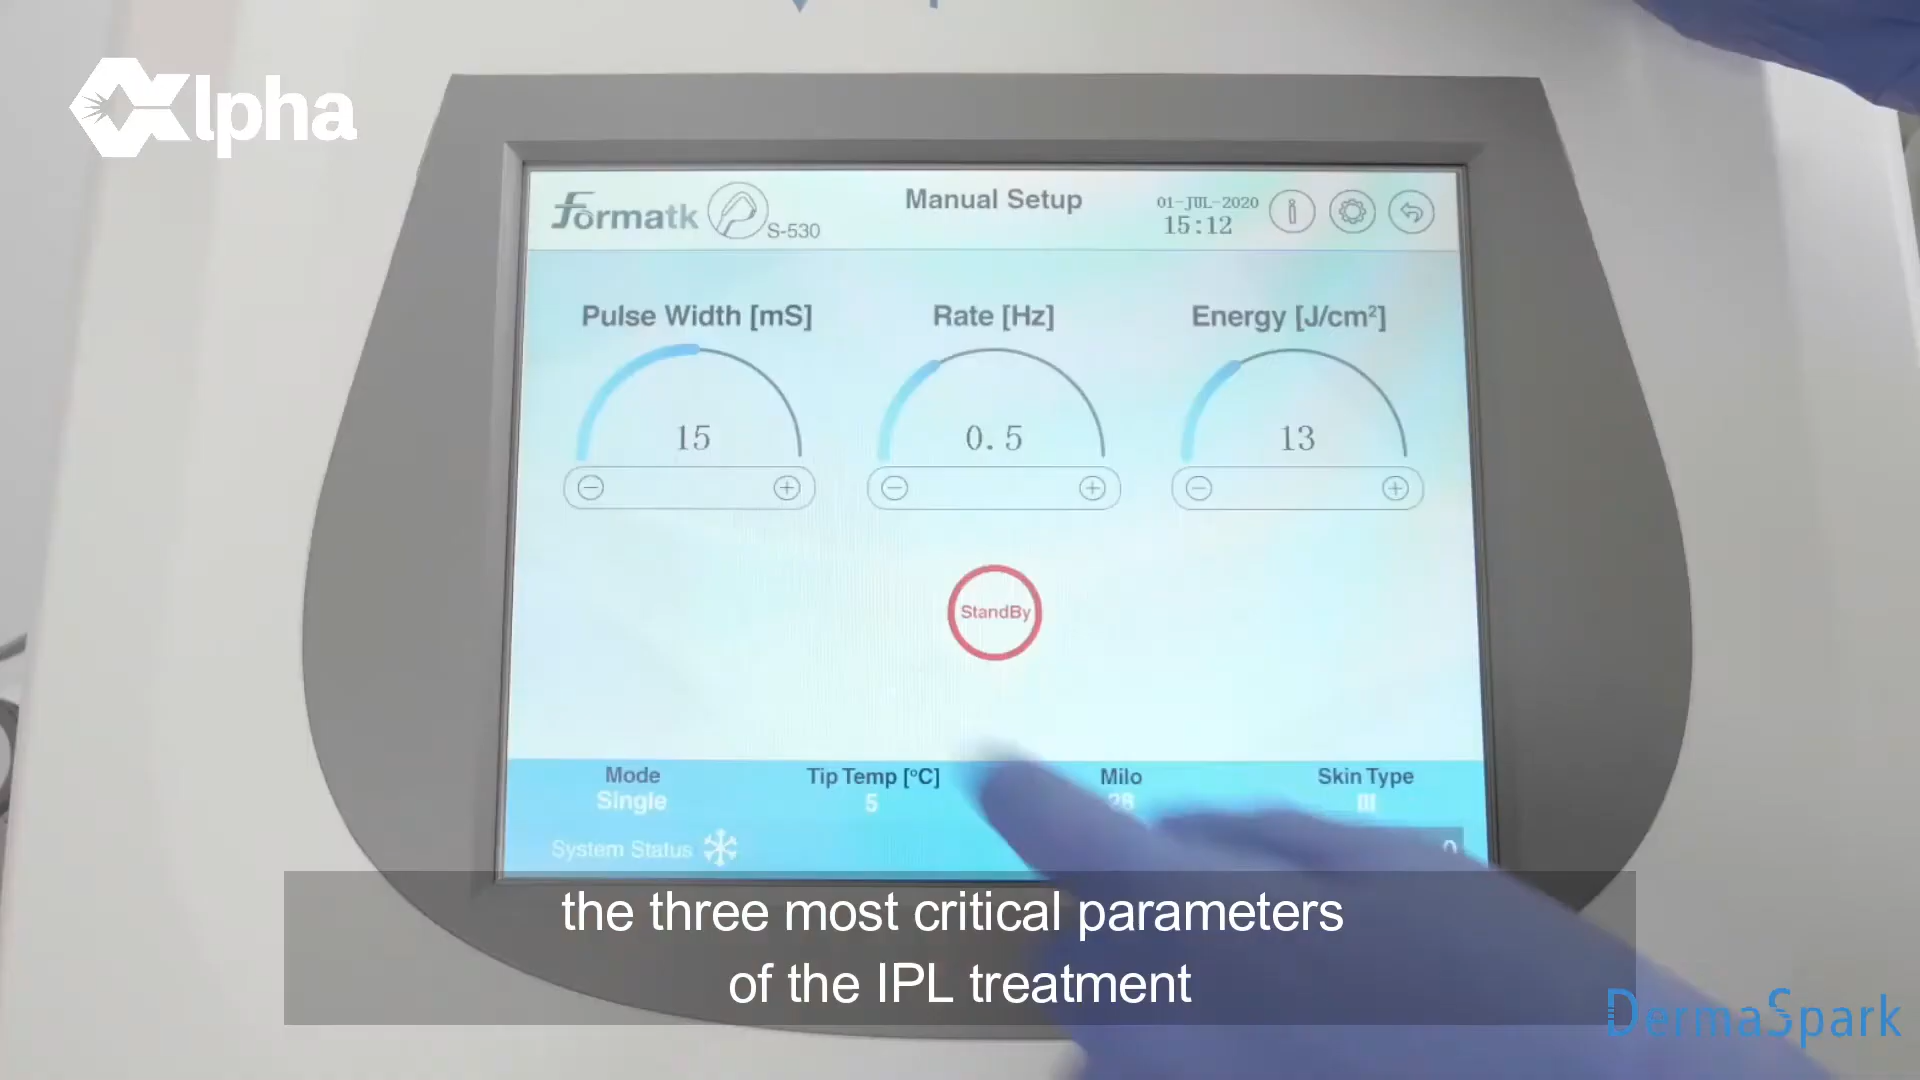 Alpha
formatk
S-530
Manual Setup
01-JUL-2020
15:12
Pulse Width [mS]
Rate [Hz]
Energy [J/cm²]
15
0.5
13
StandBy
Mode
Tip Temp [°C]
Milo
Skin Type
Single
5
28
III
System Status
0
the three most critical parameters
of the IPL treatment
DermaSpark